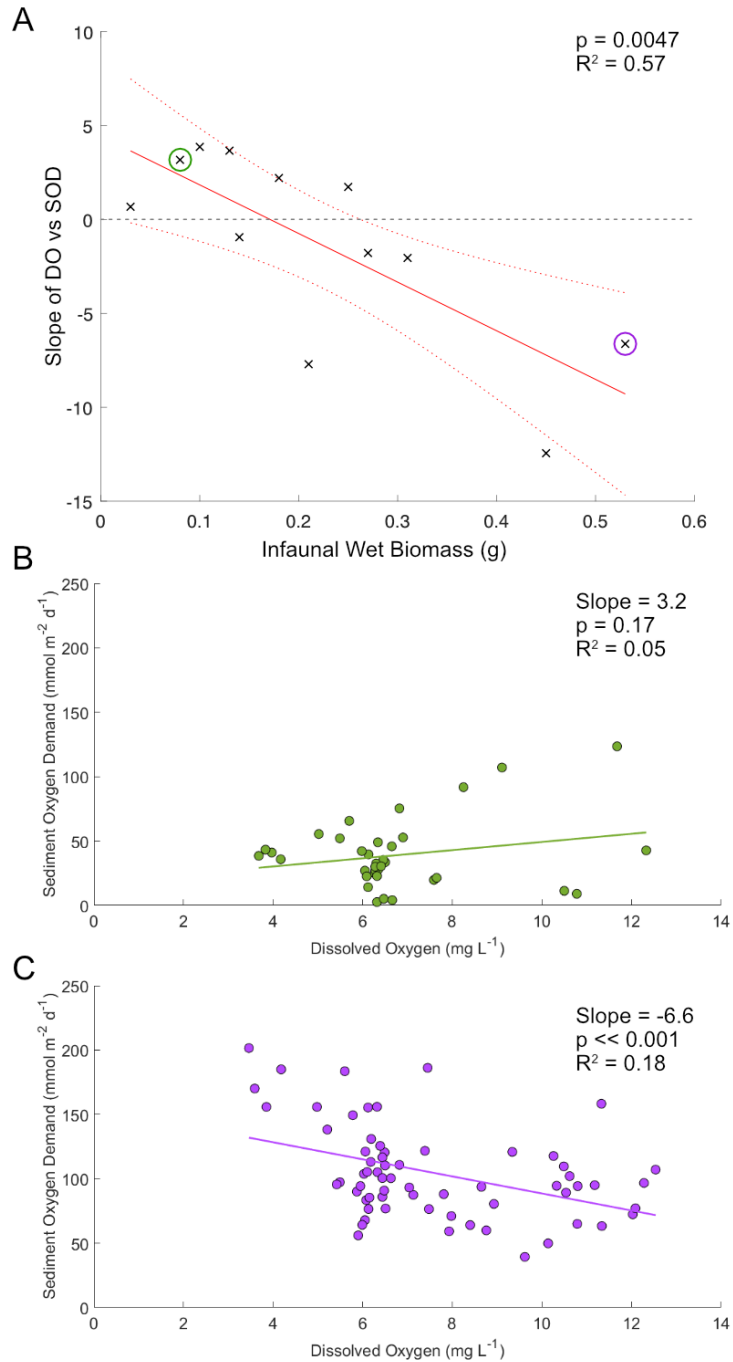 A
10
5
0
-5
-10
-15
Slope of DO vs SOD
p = 0.0047
R² = 0.57
0 0.1 0.2 0.3 0.4 0.5 0.6
Infaunal Wet Biomass (g)
B
250
200
150
100
50
0
Sediment Oxygen Demand (mmol m⁻² d⁻¹)
Slope = 3.2
p = 0.17
R² = 0.05
0 2 4 6 8 10 12 14
Dissolved Oxygen (mg L⁻¹)
C
250
200
150
100
50
0
Sediment Oxygen Demand (mmol m⁻² d⁻¹)
Slope = -6.6
p << 0.001
R² = 0.18
0 2 4 6 8 10 12 14
Dissolved Oxygen (mg L⁻¹)